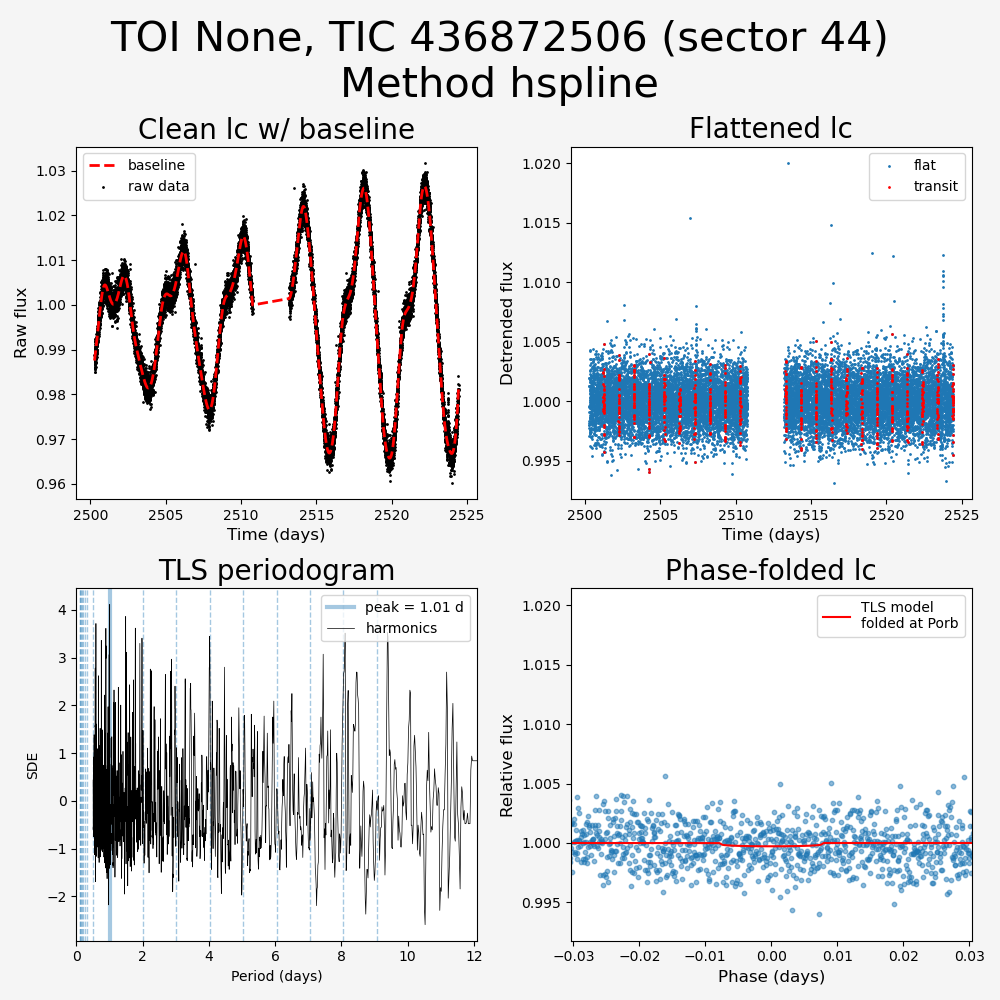 TOI None, TIC 436872506 (sector 44)
Method hspline
Clean lc w/ baseline
baseline
raw data
Raw flux
1.03
1.02
1.01
1.00
0.99
0.98
0.97
0.96
2500
2505
2510
2515
2520
2525
Time (days)
Flattened lc
flat
transit
Detrended flux
1.020
1.015
1.010
1.005
1.000
0.995
2500
2505
2510
2515
2520
2525
Time (days)
TLS periodogram
peak = 1.01 d
harmonics
SDE
4
3
2
1
0
−1
−2
0
2
4
6
8
10
12
Period (days)
Phase-folded lc
TLS model
folded at Porb
Relative flux
1.020
1.015
1.010
1.005
1.000
0.995
−0.03
−0.02
−0.01
0.00
0.01
0.02
0.03
Phase (days)